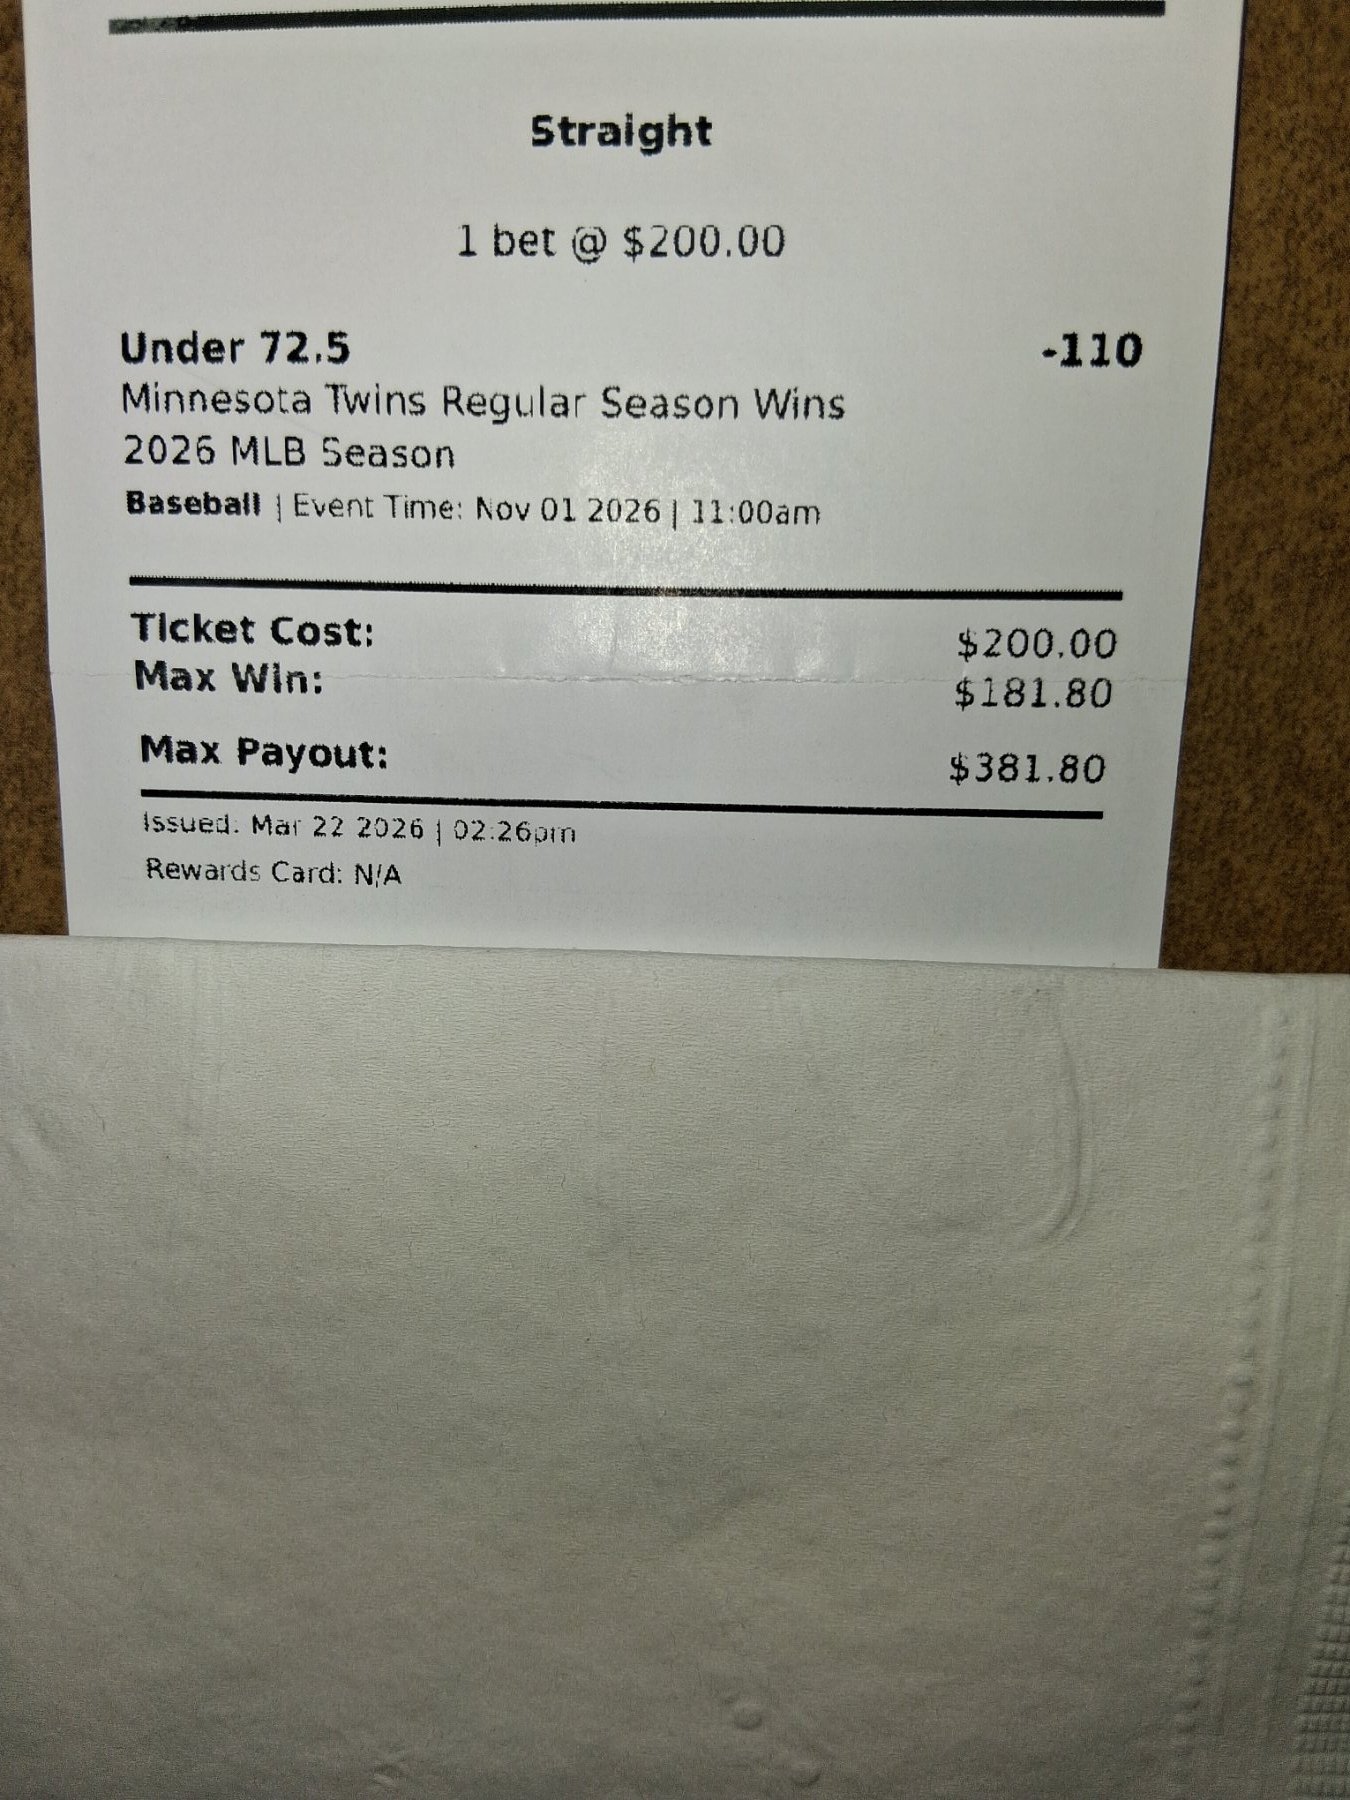 Straight
1 bet @ $200.00
Under 72.5 -110
Minnesota Twins Regular Season Wins
2026 MLB Season
Baseball | Event Time: Nov 01 2026 | 11:00am
Ticket Cost: $200.00
Max Win: $181.80
Max Payout: $381.80
Issued: Mar 22 2026 | 02:26pm
Rewards Card: N/A